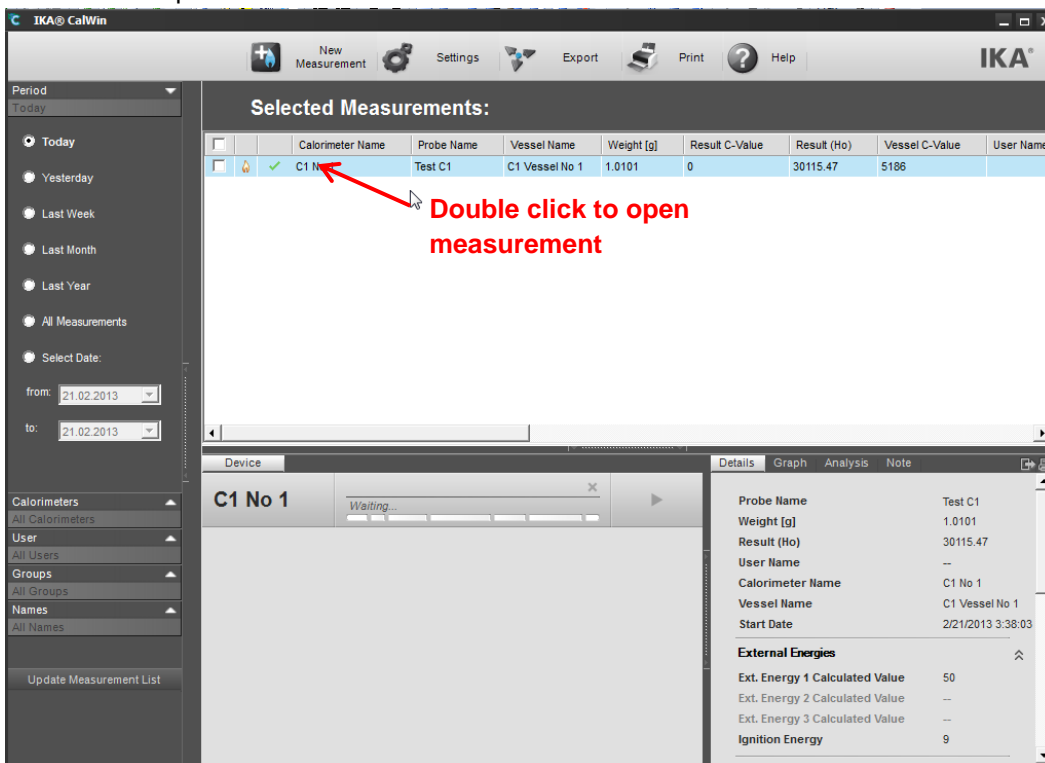 IKA® CalWin
New Measurement Settings Export Print Help IKA®
Period
Today
Today
Yesterday
Last Week
Last Month
Last Year
All Measurements
Select Date:
from: 21.02.2013
to: 21.02.2013
Calorimeters
All Calorimeters
User
All Users
Groups
All Groups
Names
All Names
Update Measurement List
Selected Measurements:
Calorimeter Name Probe Name Vessel Name Weight [g] Result C-Value Result (Ho) Vessel C-Value User Name
C1 Test C1 C1 Vessel No 1 1.0101 0 30115.47 5186
Double click to open
measurement
Device
C1 No 1 Waiting...
Details Graph Analysis Note
Probe Name Test C1
Weight [g] 1.0101
Result (Ho) 30115.47
User Name --
Calorimeter Name C1 No 1
Vessel Name C1 Vessel No 1
Start Date 2/21/2013 3:38:03
External Energies
Ext. Energy 1 Calculated Value 50
Ext. Energy 2 Calculated Value --
Ext. Energy 3 Calculated Value --
Ignition Energy 9